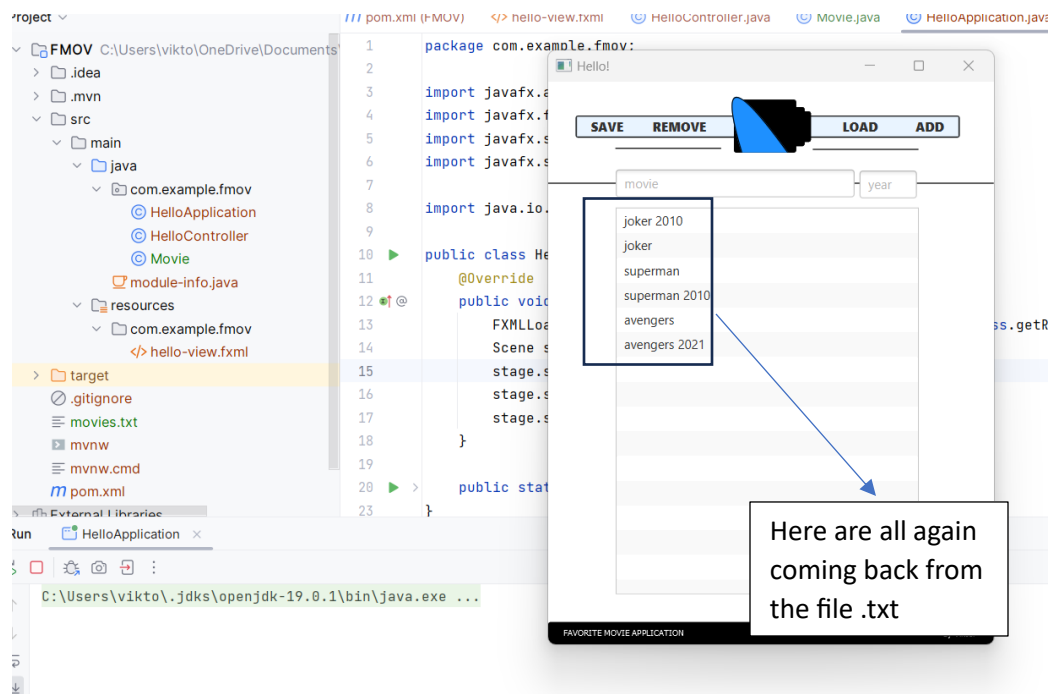 Project
pom.xml (FMOV) hello-view.fxml HelloController.java Movie.java HelloApplication.java
FMOV C:\Users\vikto\OneDrive\Documents
.idea
.mvn
src
main
java
com.example.fmov
HelloApplication
HelloController
Movie
module-info.java
resources
com.example.fmov
hello-view.fxml
target
.gitignore
movies.txt
mvnw
mvnw.cmd
pom.xml
External Libraries
1 package com.example.fmov;
2
3 import javafx.a
4 import javafx.f
5 import javafx.s
6 import javafx.s
7
8 import java.io.
9
10 public class He
11 @Override
12 public void
13 FXMLLoa ss.getR
14 Scene s
15 stage.s
16 stage.s
17 stage.s
18 }
19
20 public stat
23 }
Hello!
SAVE REMOVE LOAD ADD
movie year
joker 2010
joker
superman
superman 2010
avengers
avengers 2021
FAVORITE MOVIE APPLICATION
Here are all again
coming back from
the file .txt
Run HelloApplication
C:\Users\vikto\.jdks\openjdk-19.0.1\bin\java.exe ...